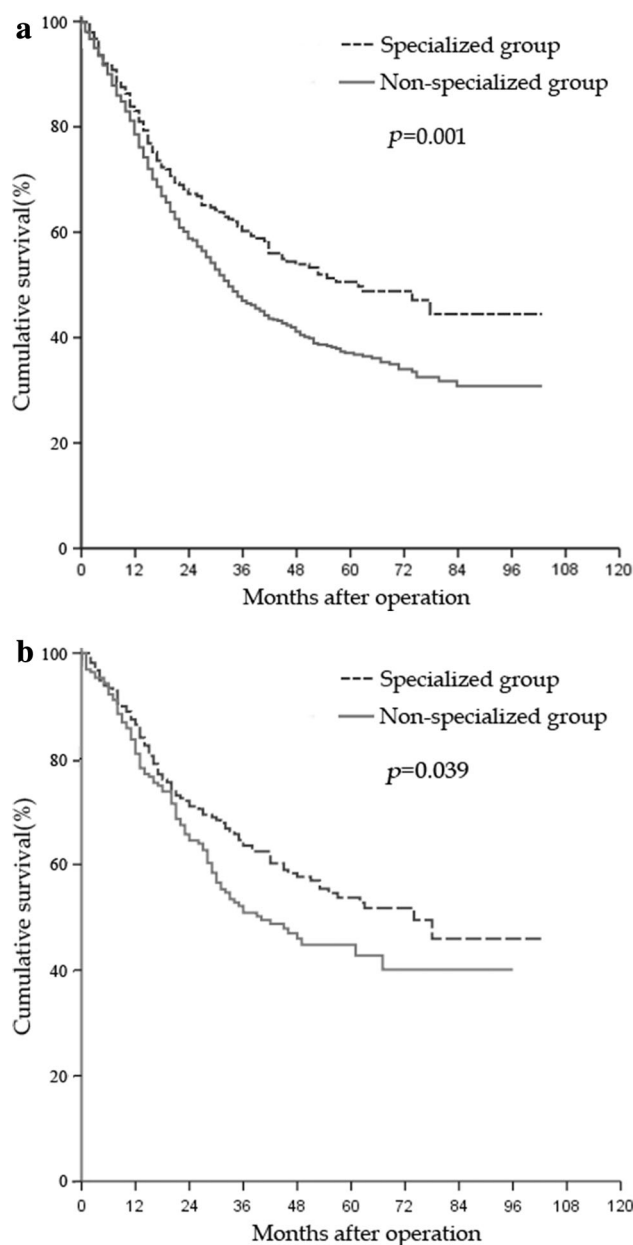 a
100
80
60
40
20
0
Cumulative survival(%)
Specialized group
Non-specialized group
p=0.001
0 12 24 36 48 60 72 84 96 108 120
Months after operation
b
100
80
60
40
20
0
Cumulative survival(%)
Specialized group
Non-specialized group
p=0.039
0 12 24 36 48 60 72 84 96 108 120
Months after operation